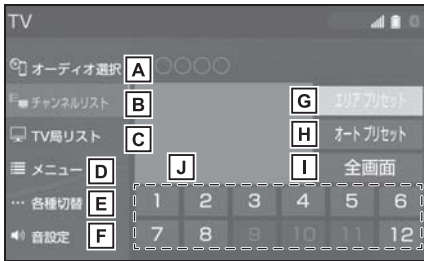 TV
オーディオ選択 A ○○○○
チャンネルリスト B G エリア プリセット
TV局リスト C H オート プリセット
メニュー D J I 全画面
各種切替 E 1 2 3 4 5 6
音設定 F 7 8 9 10 11 12